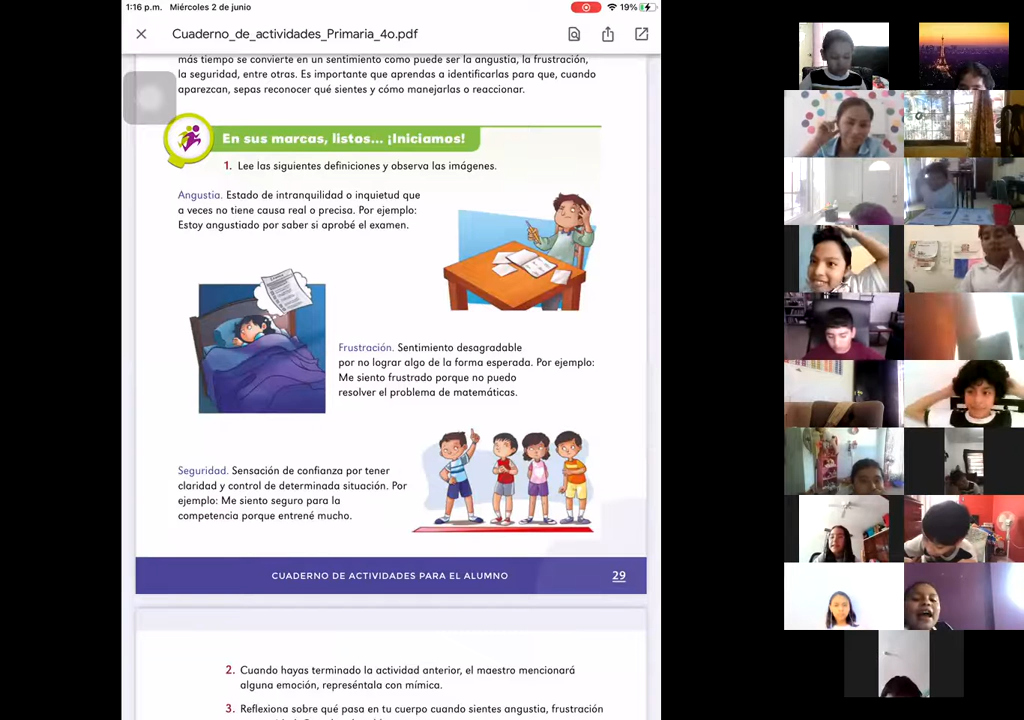 1:16 p.m. Miércoles 2 de junio
19%
Cuaderno_de_actividades_Primaria_4o.pdf
más tiempo se convierte en un sentimiento como puede ser la angustia, la frustración,
la seguridad, entre otras. Es importante que aprendas a identificarlas para que, cuando
aparezcan, sepas reconocer qué sientes y cómo manejarlas o reaccionar.
En sus marcas, listos... ¡Iniciamos!
1. Lee las siguientes definiciones y observa las imágenes.
Angustia. Estado de intranquilidad o inquietud que
a veces no tiene causa real o precisa. Por ejemplo:
Estoy angustiado por saber si aprobé el examen.
Frustración. Sentimiento desagradable
por no lograr algo de la forma esperada. Por ejemplo:
Me siento frustrado porque no puedo
resolver el problema de matemáticas.
Seguridad. Sensación de confianza por tener
claridad y control de determinada situación. Por
ejemplo: Me siento seguro para la
competencia porque entrené mucho.
CUADERNO DE ACTIVIDADES PARA EL ALUMNO 29
2. Cuando hayas terminado la actividad anterior, el maestro mencionará
alguna emoción, represéntala con mímica.
3. Reflexiona sobre qué pasa en tu cuerpo cuando sientes angustia, frustración